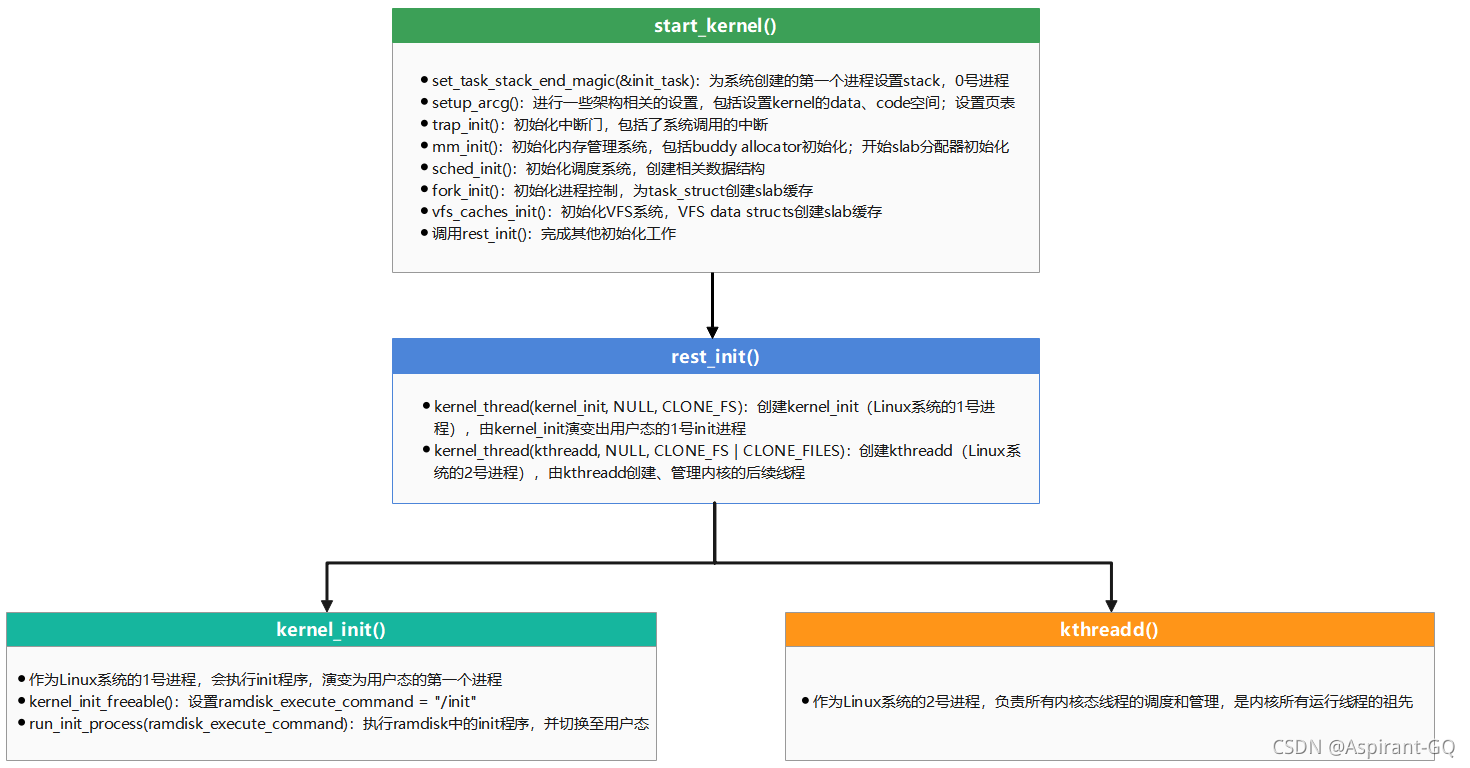 start_kernel()
●set_task_stack_end_magic(&init_task)：为系统创建的第一个进程设置stack，0号进程
●setup_arcg()：进行一些架构相关的设置，包括设置kernel的data、code空间；设置页表
●trap_init()：初始化中断门，包括了系统调用的中断
●mm_init()：初始化内存管理系统，包括buddy allocator初始化；开始slab分配器初始化
●sched_init()：初始化调度系统，创建相关数据结构
●fork_init()：初始化进程控制，为task_struct创建slab缓存
●vfs_caches_init()：初始化VFS系统，VFS data structs创建slab缓存
●调用rest_init()：完成其他初始化工作
rest_init()
●kernel_thread(kernel_init, NULL, CLONE_FS)：创建kernel_init（Linux系统的1号进
程），由kernel_init演变出用户态的1号init进程
●kernel_thread(kthreadd, NULL, CLONE_FS | CLONE_FILES)：创建kthreadd（Linux系
统的2号进程），由kthreadd创建、管理内核的后续线程
kernel_init()
●作为Linux系统的1号进程，会执行init程序，演变为用户态的第一个进程
●kernel_init_freeable()：设置ramdisk_execute_command = "/init"
●run_init_process(ramdisk_execute_command)：执行ramdisk中的init程序，并切换至用户态
kthreadd()
●作为Linux系统的2号进程，负责所有内核态线程的调度和管理，是内核所有运行线程的祖先
CSDN @Aspirant-GQ